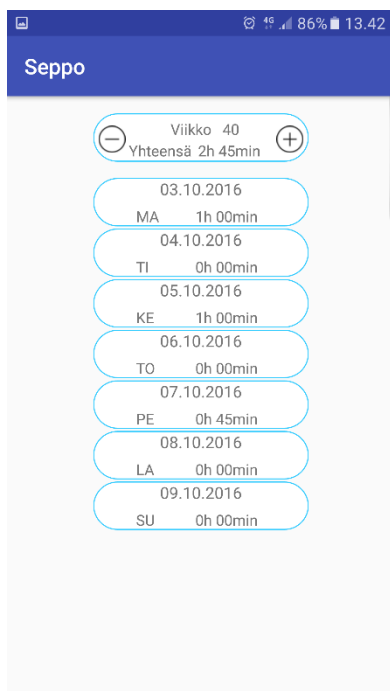 4G 86% 13.42
Seppo
Viikko 40
Yhteensä 2h 45min
03.10.2016
MA 1h 00min
04.10.2016
TI 0h 00min
05.10.2016
KE 1h 00min
06.10.2016
TO 0h 00min
07.10.2016
PE 0h 45min
08.10.2016
LA 0h 00min
09.10.2016
SU 0h 00min